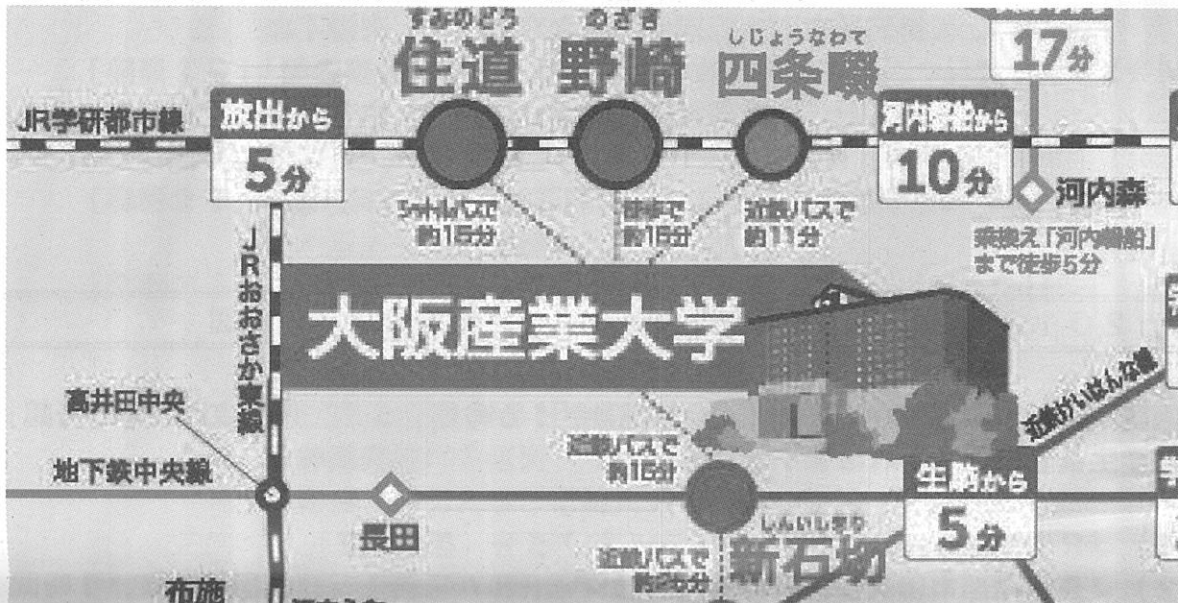 すみのどう
住道
のざき
野崎
しじょうなわて
四条畷
17分
JR学研都市線
放出から
5分
河内磐船から
10分
河内森
シャトルバスで
約15分
徒歩で
約15分
近鉄バスで
約11分
乗換え「河内磐船」
まで徒歩5分
JRおおさか東線
大阪産業大学
高井田中央
近鉄けいはんな線
地下鉄中央線
近鉄バスで
約15分
生駒から
5分
長田
しんいしきり
新石切
近鉄バスで
約25分
布施